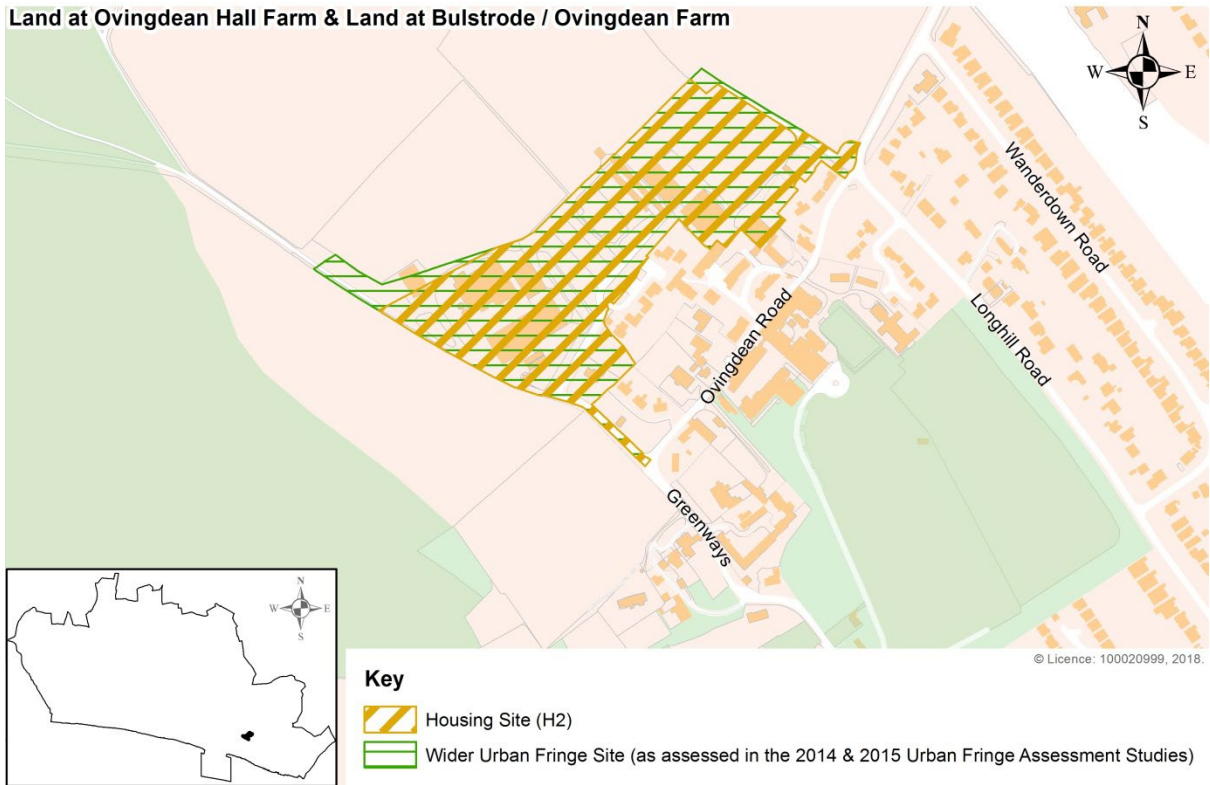 Land at Ovingdean Hall Farm & Land at Bulstrode / Ovingdean Farm
N
W
E
S
Wanderdown Road
Longhill Road
Ovingdean Road
Greenways
N
W
E
S
© Licence: 100020999, 2018.
Key
Housing Site (H2)
Wider Urban Fringe Site (as assessed in the 2014 & 2015 Urban Fringe Assessment Studies)